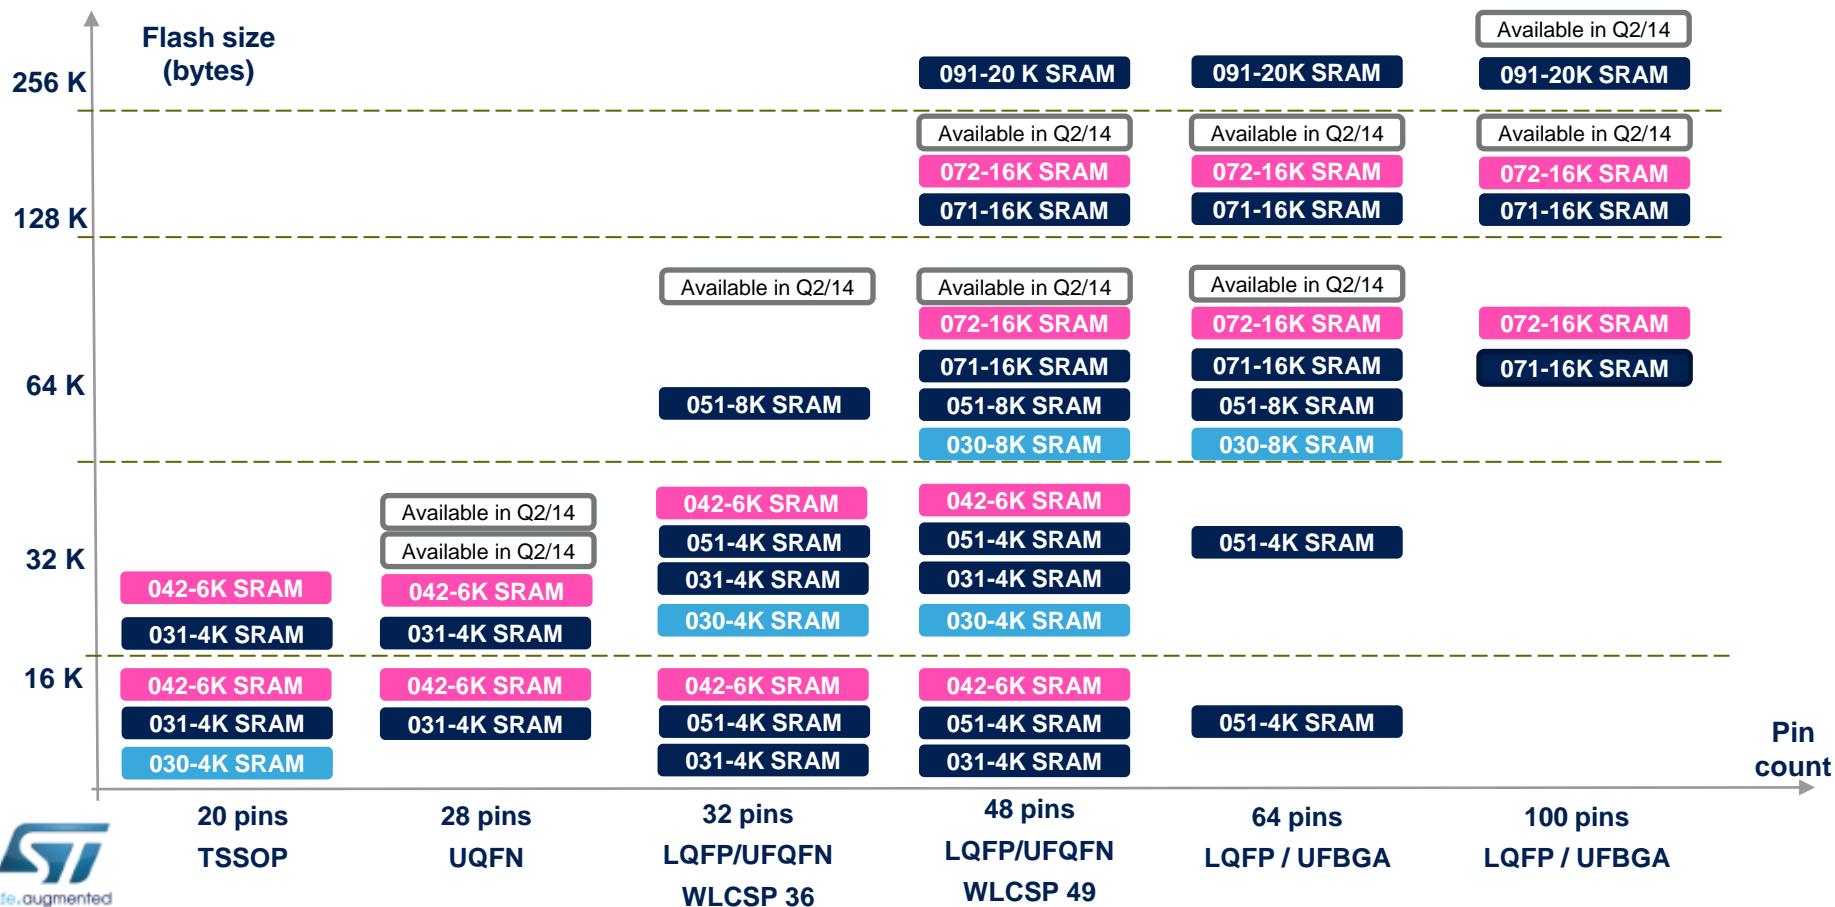 Flash size
(bytes)
Available in Q2/14
256 K
091-20 K SRAM
091-20K SRAM
091-20K SRAM
Available in Q2/14
Available in Q2/14
Available in Q2/14
072-16K SRAM
072-16K SRAM
072-16K SRAM
128 K
071-16K SRAM
071-16K SRAM
071-16K SRAM
Available in Q2/14
Available in Q2/14
Available in Q2/14
072-16K SRAM
072-16K SRAM
072-16K SRAM
071-16K SRAM
071-16K SRAM
071-16K SRAM
64 K
051-8K SRAM
051-8K SRAM
051-8K SRAM
030-8K SRAM
030-8K SRAM
Available in Q2/14
042-6K SRAM
042-6K SRAM
Available in Q2/14
051-4K SRAM
051-4K SRAM
051-4K SRAM
32 K
042-6K SRAM
042-6K SRAM
031-4K SRAM
031-4K SRAM
031-4K SRAM
031-4K SRAM
030-4K SRAM
030-4K SRAM
16 K
042-6K SRAM
042-6K SRAM
042-6K SRAM
042-6K SRAM
031-4K SRAM
031-4K SRAM
051-4K SRAM
051-4K SRAM
051-4K SRAM
030-4K SRAM
031-4K SRAM
031-4K SRAM
Pin
count
20 pins
TSSOP
28 pins
UQFN
32 pins
LQFP/UFQFN
WLCSP 36
48 pins
LQFP/UFQFN
WLCSP 49
64 pins
LQFP / UFBGA
100 pins
LQFP / UFBGA
ST
fe.augmented